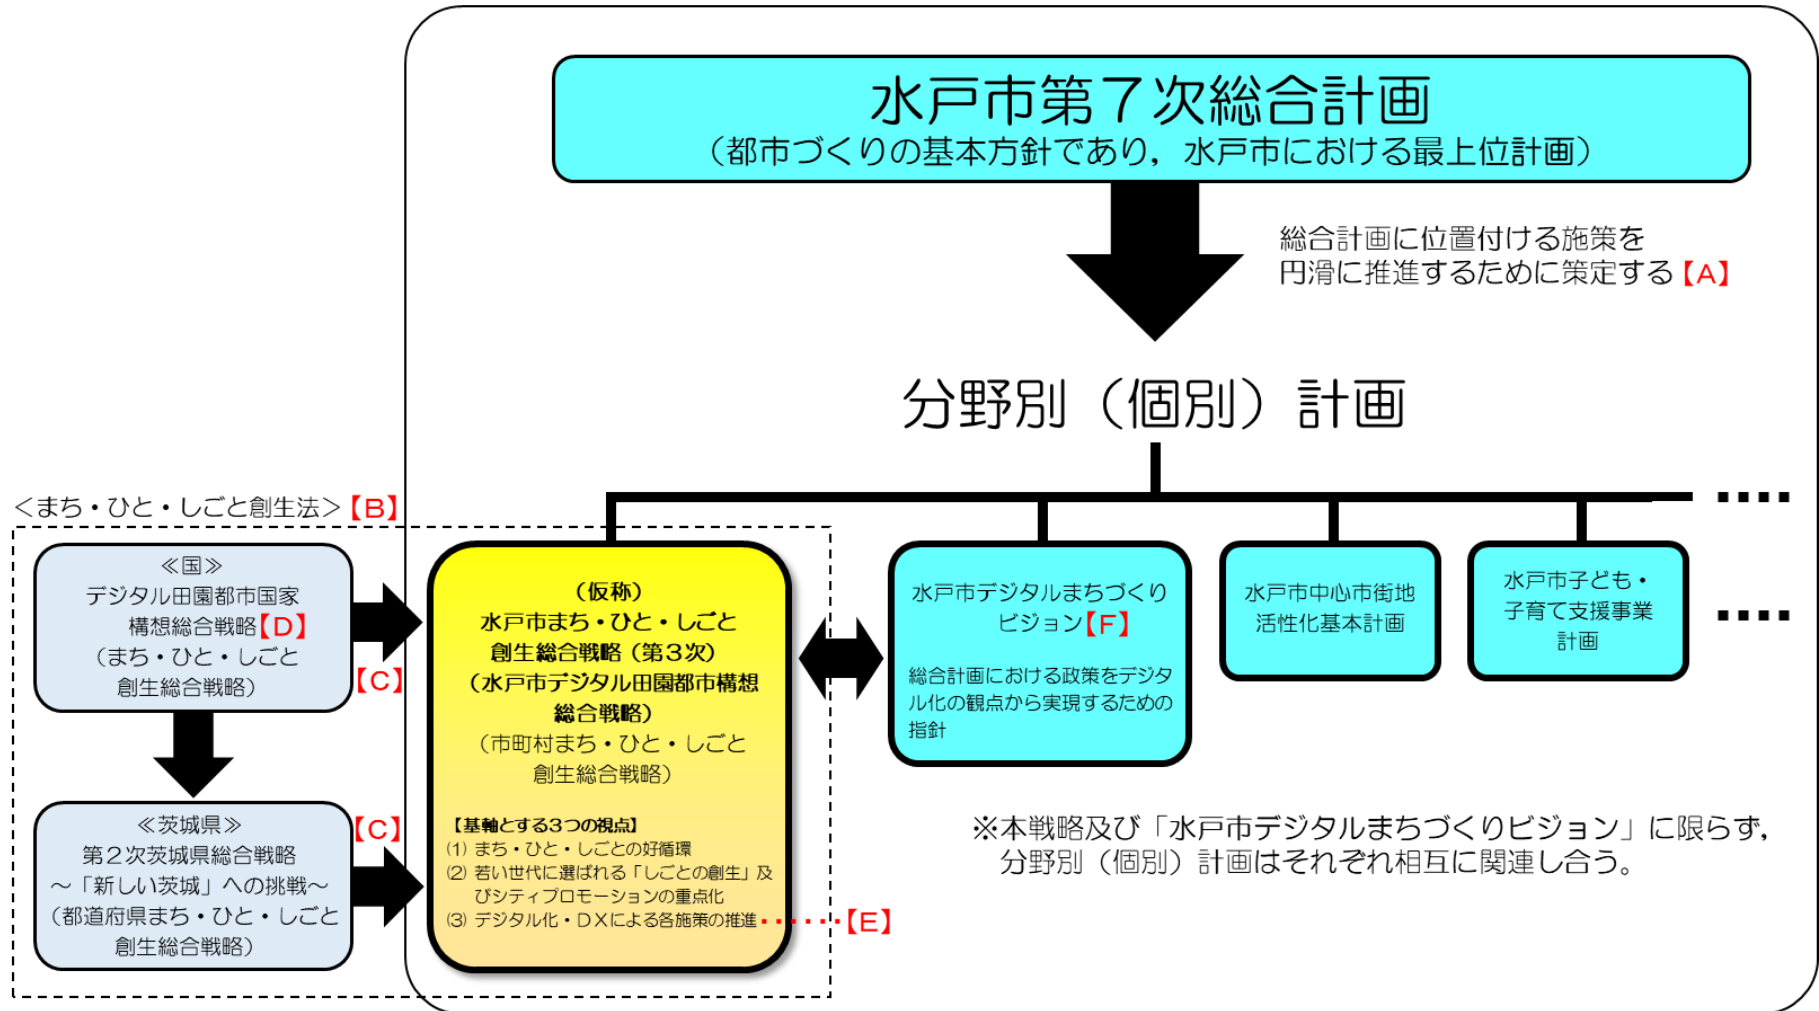 水戸市第7次総合計画
（都市づくりの基本方針であり，水戸市における最上位計画）
総合計画に位置付ける施策を
円滑に推進するために策定する【A】
分野別（個別）計画
＜まち・ひと・しごと創生法＞【B】
≪国≫
デジタル田園都市国家
構想総合戦略【D】
（まち・ひと・しごと
創生総合戦略）
【C】
≪茨城県≫
第2次茨城県総合戦略
～「新しい茨城」への挑戦～
（都道府県まち・ひと・しごと
創生総合戦略）
【C】
（仮称）
水戸市まち・ひと・しごと
創生総合戦略（第3次）
（水戸市デジタル田園都市構想
総合戦略）
（市町村まち・ひと・しごと
創生総合戦略）
【基軸とする3つの視点】
(1) まち・ひと・しごとの好循環
(2) 若い世代に選ばれる「しごとの創生」及
びシティプロモーションの重点化
(3) デジタル化・DXによる各施策の推進・・・・・・【E】
水戸市デジタルまちづくり
ビジョン【F】
総合計画における政策をデジタ
ル化の観点から実現するための
指針
水戸市中心市街地
活性化基本計画
水戸市子ども・
子育て支援事業
計画
※本戦略及び「水戸市デジタルまちづくりビジョン」に限らず，
分野別（個別）計画はそれぞれ相互に関連し合う。